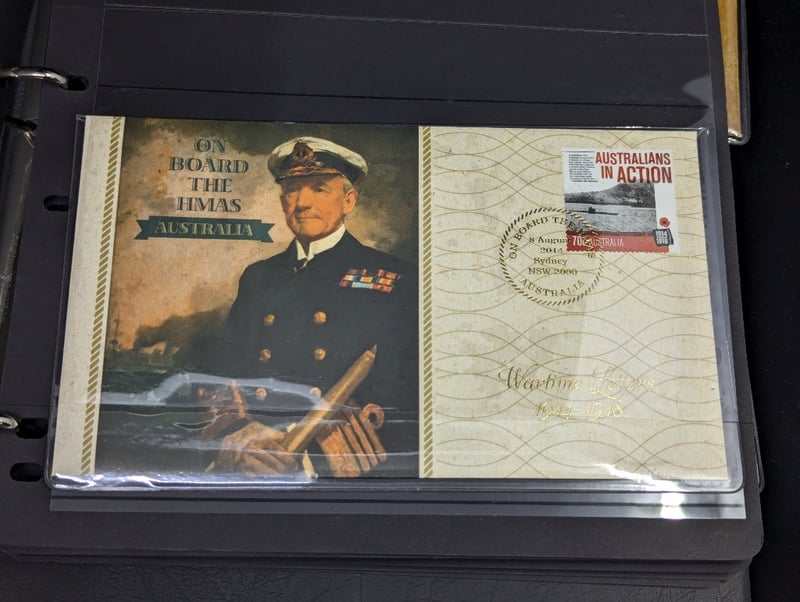 ON
BOARD
THE
HMAS
AUSTRALIA
AUSTRALIANS
IN ACTION
70c AUSTRALIA
1914
1918
ON BOARD THE
8 August
2014
Sydney
NSW 2000
AUSTRALIA
Wartime Letters
1914-1918